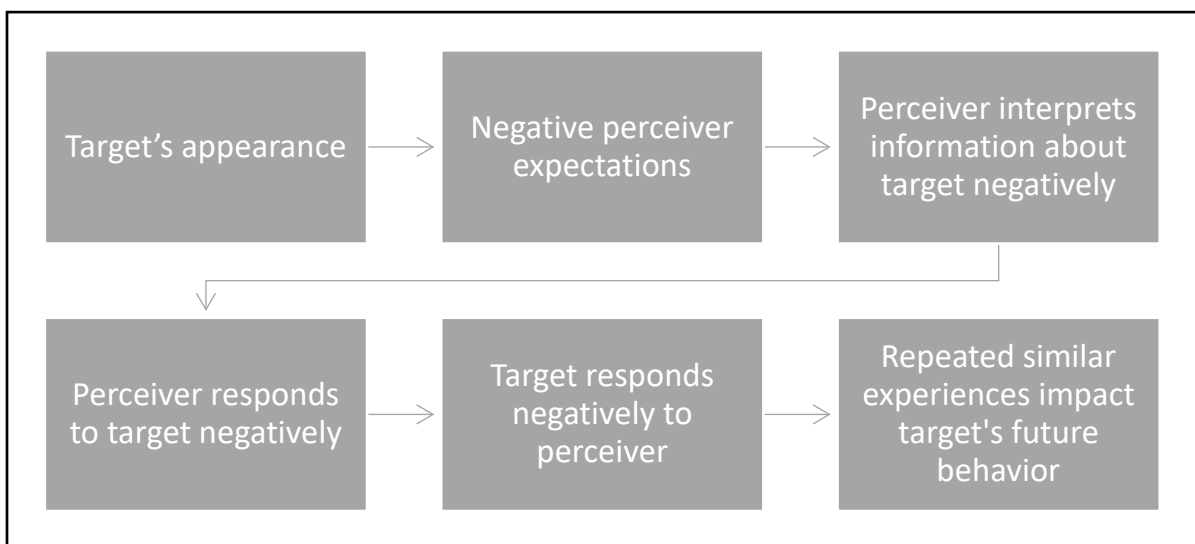 Target’s appearance
Negative perceiver
expectations
Perceiver interprets
information about
target negatively
Perceiver responds
to target negatively
Target responds
negatively to
perceiver
Repeated similar
experiences impact
target's future
behavior